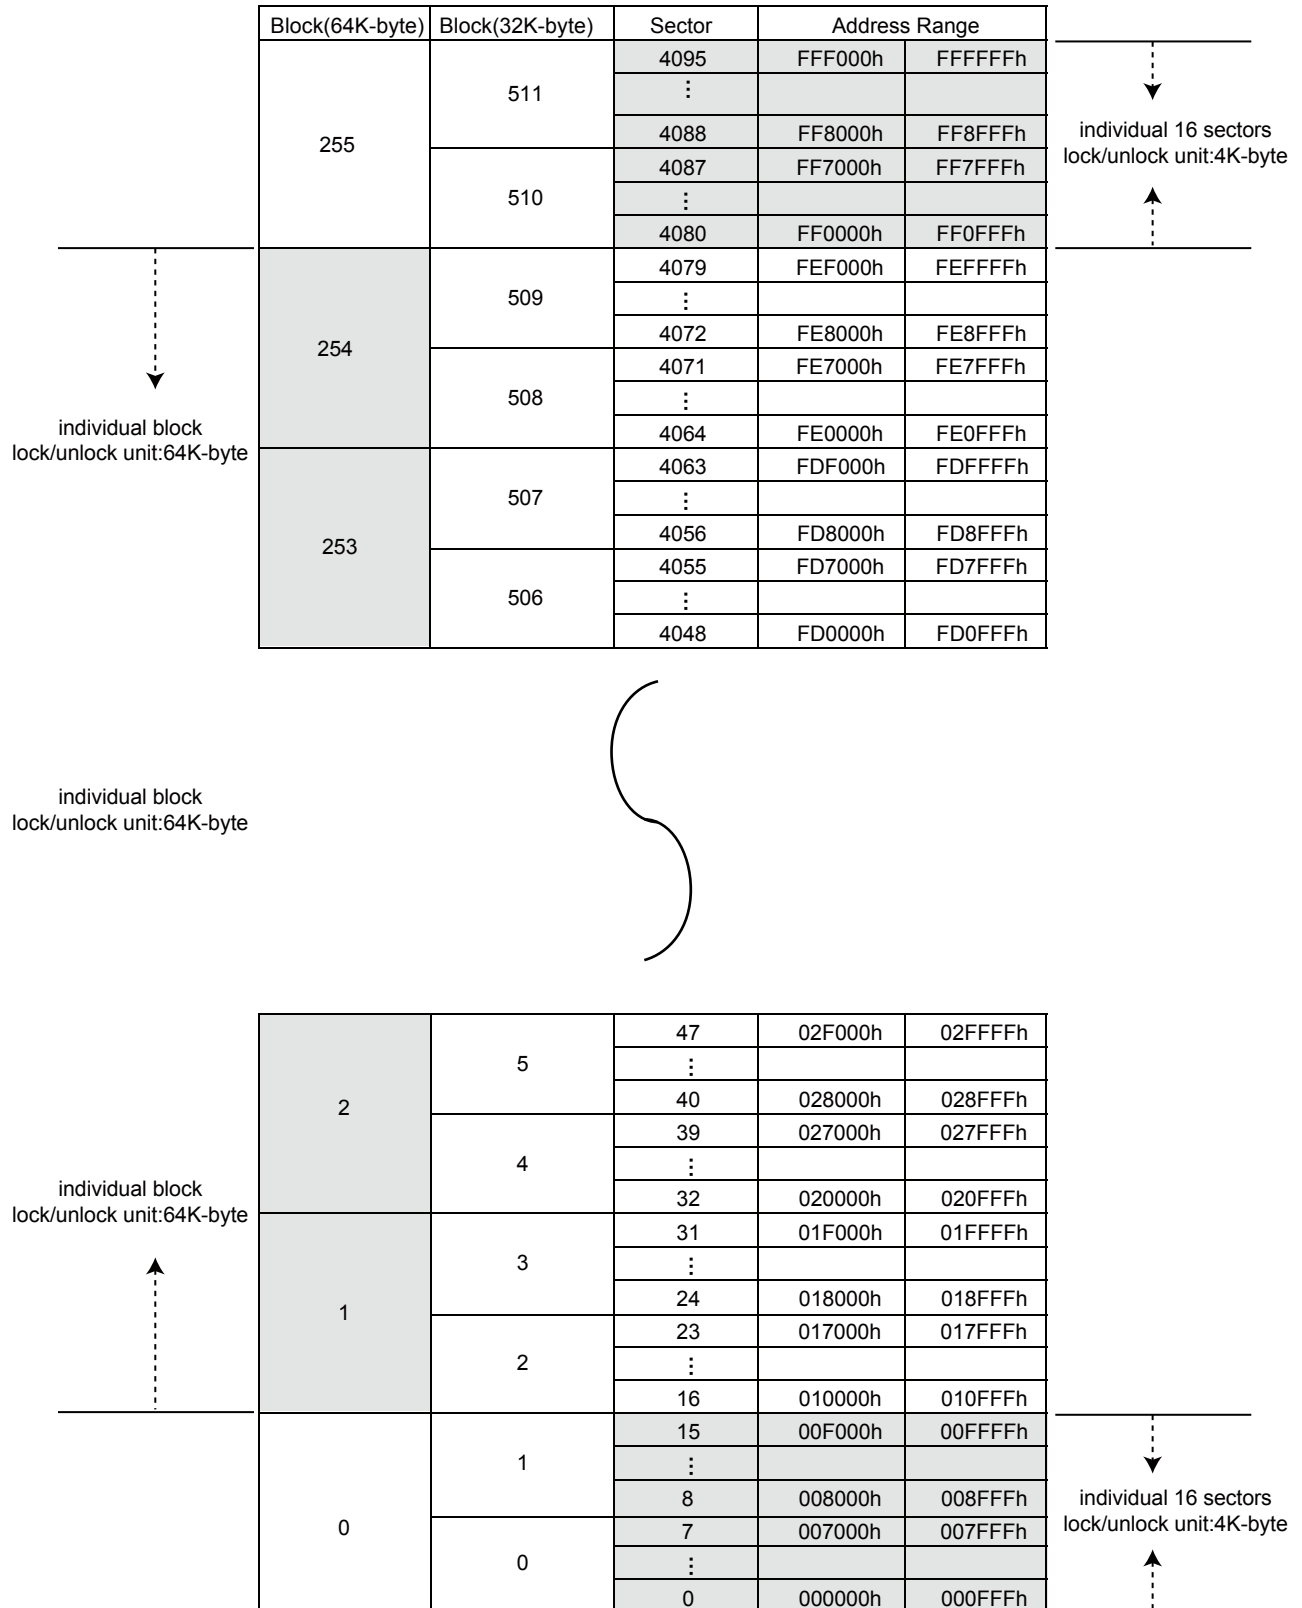 Block(64K-byte) Block(32K-byte) Sector Address Range
4095 FFF000h FFFFFFh
511 ⋮
individual 16 sectors
lock/unlock unit:4K-byte
255
4088 FF8000h FF8FFFh
4087 FF7000h FF7FFFh
510 ⋮
4080 FF0000h FF0FFFh
4079 FEF000h FEFFFFh
509 ⋮
4072 FE8000h FE8FFFh
254
4071 FE7000h FE7FFFh
508 ⋮
individual block
lock/unlock unit:64K-byte
4064 FE0000h FE0FFFh
4063 FDF000h FDFFFFh
507 ⋮
4056 FD8000h FD8FFFh
253
4055 FD7000h FD7FFFh
506 ⋮
4048 FD0000h FD0FFFh
individual block
lock/unlock unit:64K-byte
47 02F000h 02FFFFh
5 ⋮
40 028000h 028FFFh
2
39 027000h 027FFFh
4 ⋮
individual block
lock/unlock unit:64K-byte
32 020000h 020FFFh
31 01F000h 01FFFFh
3 ⋮
24 018000h 018FFFh
1
23 017000h 017FFFh
2 ⋮
16 010000h 010FFFh
15 00F000h 00FFFFh
1 ⋮
8 008000h 008FFFh
individual 16 sectors
lock/unlock unit:4K-byte
0
7 007000h 007FFFh
0 ⋮
0 000000h 000FFFh